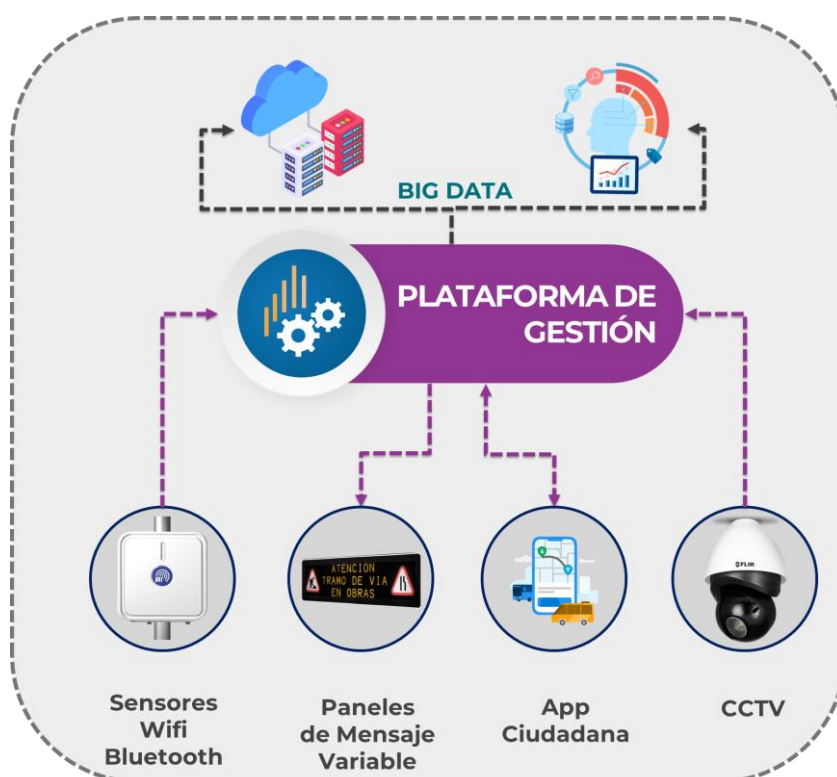 BIG DATA
PLATAFORMA DE
GESTIÓN
ATENCION
TRAMO DE VIA
EN OBRAS
FLIR
Sensores
Wifi
Bluetooth
Paneles
de Mensaje
Variable
App
Ciudadana
CCTV